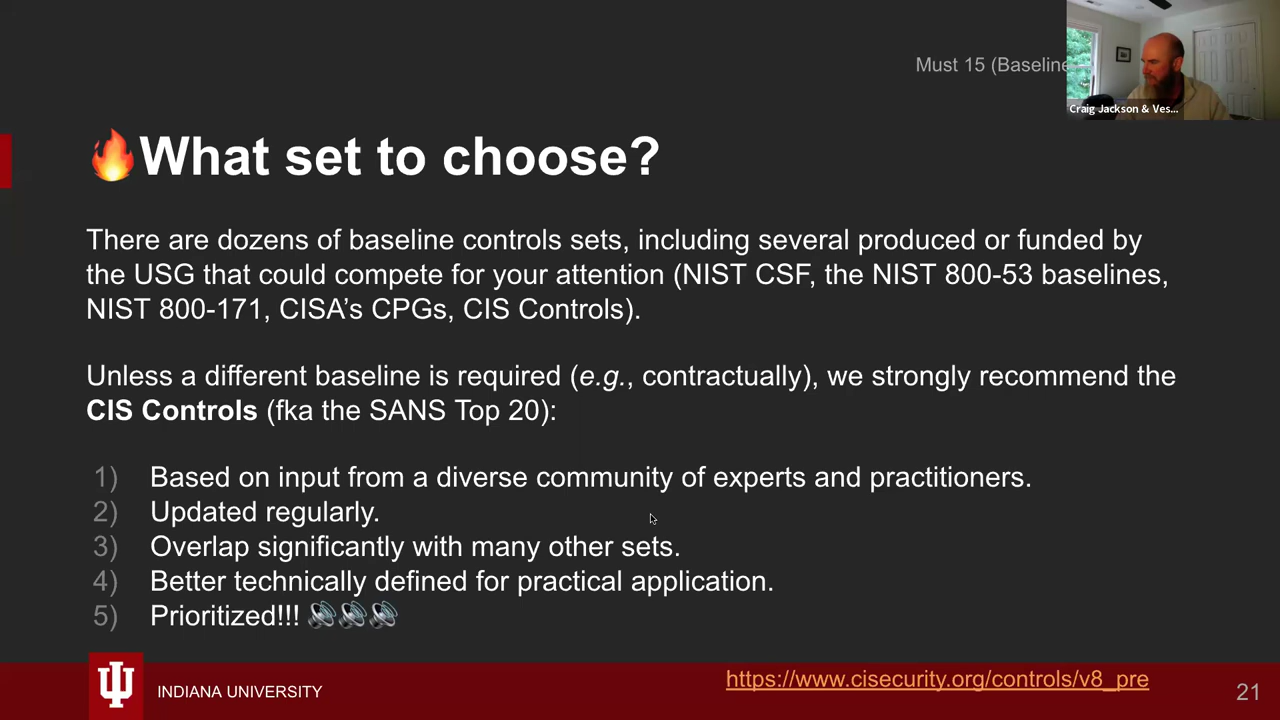 Must 15 (Baseline
Craig Jackson & Ves...
What set to choose?
There are dozens of baseline controls sets, including several produced or funded by
the USG that could compete for your attention (NIST CSF, the NIST 800-53 baselines,
NIST 800-171, CISA’s CPGs, CIS Controls).
Unless a different baseline is required (e.g., contractually), we strongly recommend the
CIS Controls (fka the SANS Top 20):
1) Based on input from a diverse community of experts and practitioners.
2) Updated regularly.
3) Overlap significantly with many other sets.
4) Better technically defined for practical application.
5) Prioritized!!! 🔊🔊🔊
INDIANA UNIVERSITY
https://www.cisecurity.org/controls/v8_pre
21